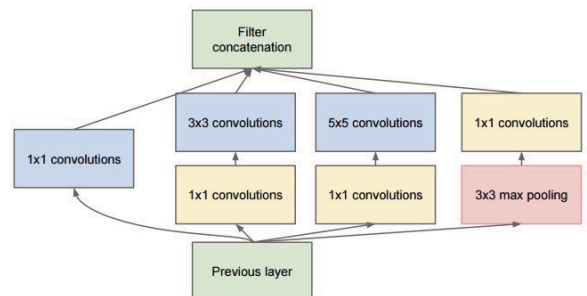 Filter
concatenation
3x3 convolutions
5x5 convolutions
1x1 convolutions
1x1 convolutions
1x1 convolutions
1x1 convolutions
3x3 max pooling
Previous layer